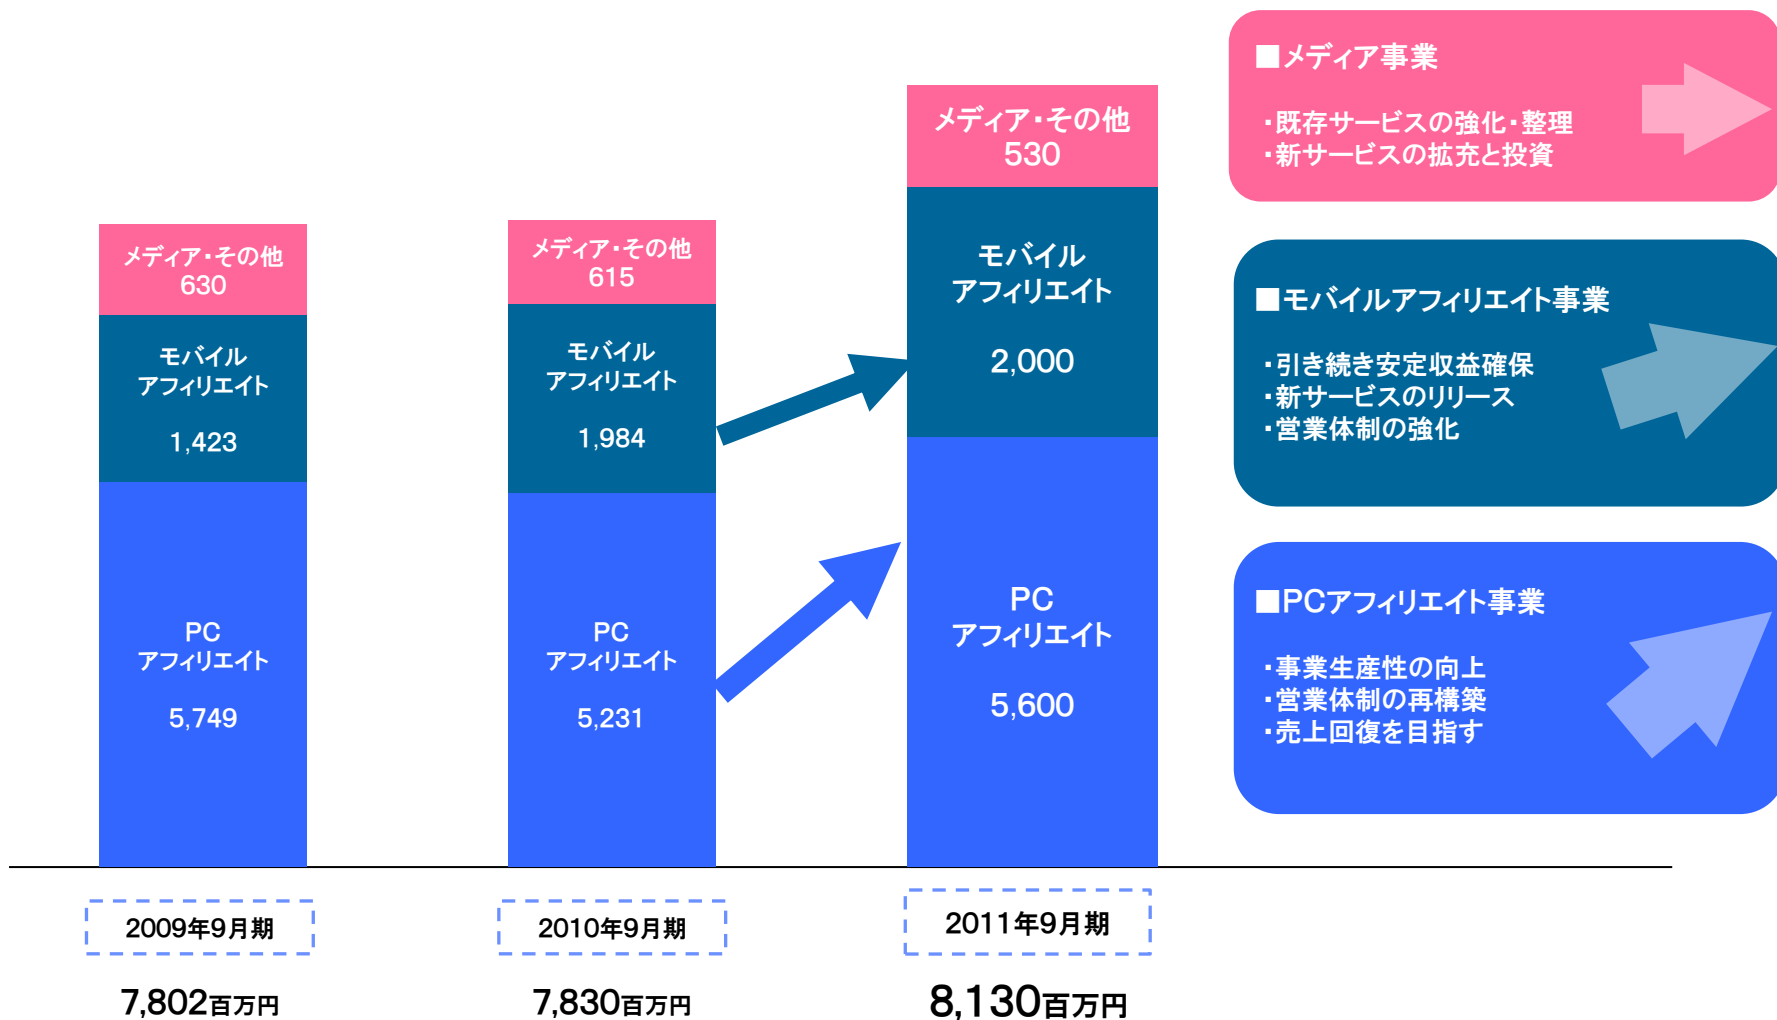 メディア・その他
630
モバイル
アフィリエイト
1,423
PC
アフィリエイト
5,749
2009年9月期
7,802百万円
メディア・その他
615
モバイル
アフィリエイト
1,984
PC
アフィリエイト
5,231
2010年9月期
7,830百万円
メディア・その他
530
モバイル
アフィリエイト
2,000
PC
アフィリエイト
5,600
2011年9月期
8,130百万円
■メディア事業
・既存サービスの強化・整理
・新サービスの拡充と投資
■モバイルアフィリエイト事業
・引き続き安定収益確保
・新サービスのリリース
・営業体制の強化
■PCアフィリエイト事業
・事業生産性の向上
・営業体制の再構築
・売上回復を目指す